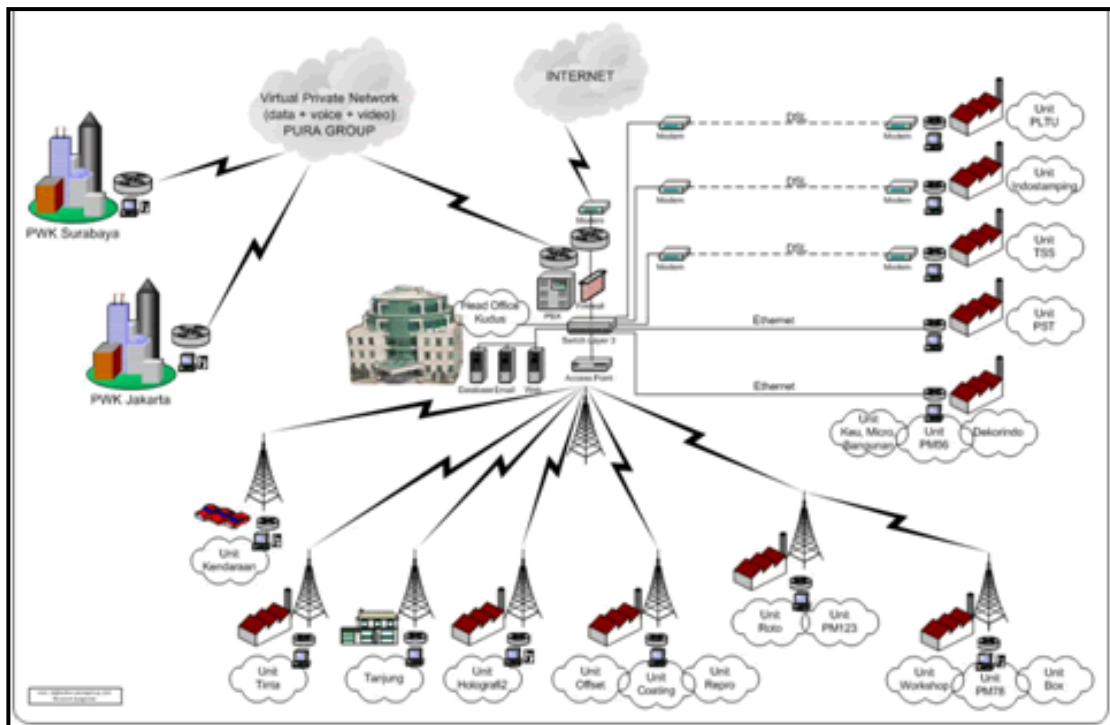 Virtual Private Network
(data + voice + video)
PURA GROUP
INTERNET
PWK Surabaya
PWK Jakarta
Modem
PBX
Firewall
Head Office
Kudus
Switch Layer 3
Database
Email
Web
Access Point
Modem
DSL
Modem
Unit
PLTU
Modem
DSL
Modem
Unit
Indostamping
Modem
DSL
Modem
Unit
TSS
Ethernet
Unit
PST
Ethernet
Unit
Keu, Micro,
Bangunan
Unit
PM56
Dekorindo
Unit
Kendaraan
Unit
Tinta
Tanjung
Unit
Holografi2
Unit
Offset
Unit
Coating
Unit
Repro
Unit
Roto
Unit
PM123
Unit
Workshop
Unit
PM78
Unit
Box